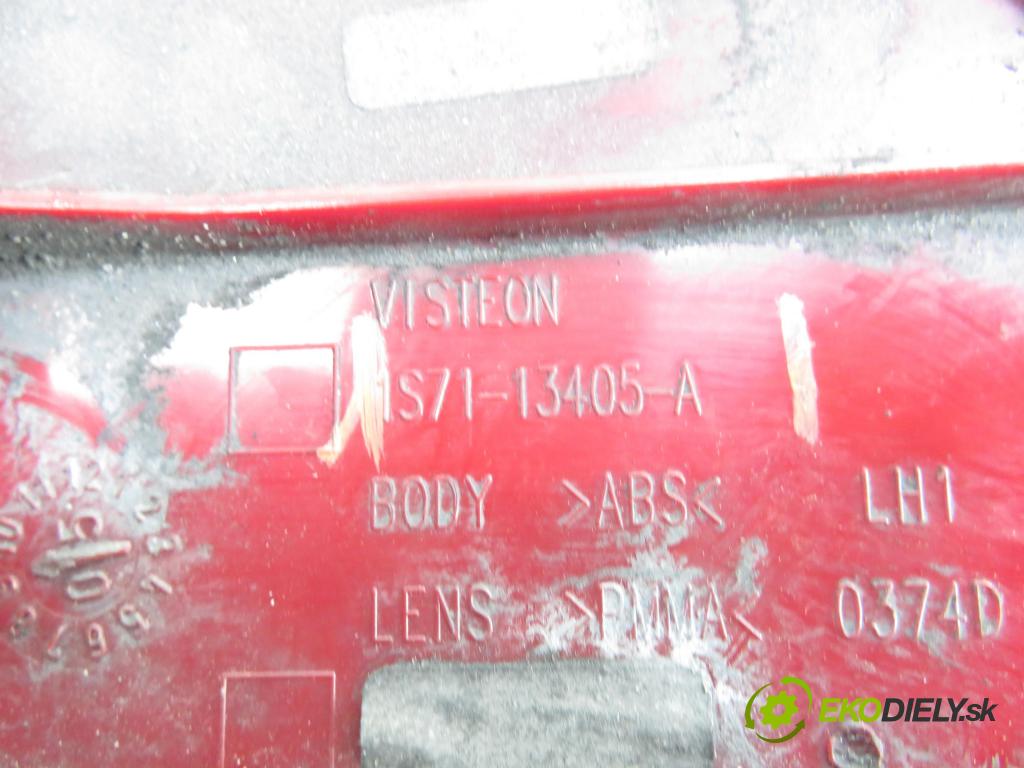 VISTEON
1S71-13405-A
BODY >ABS< LH1
LENS >PMMA< 0374D
EKODIELY.sk